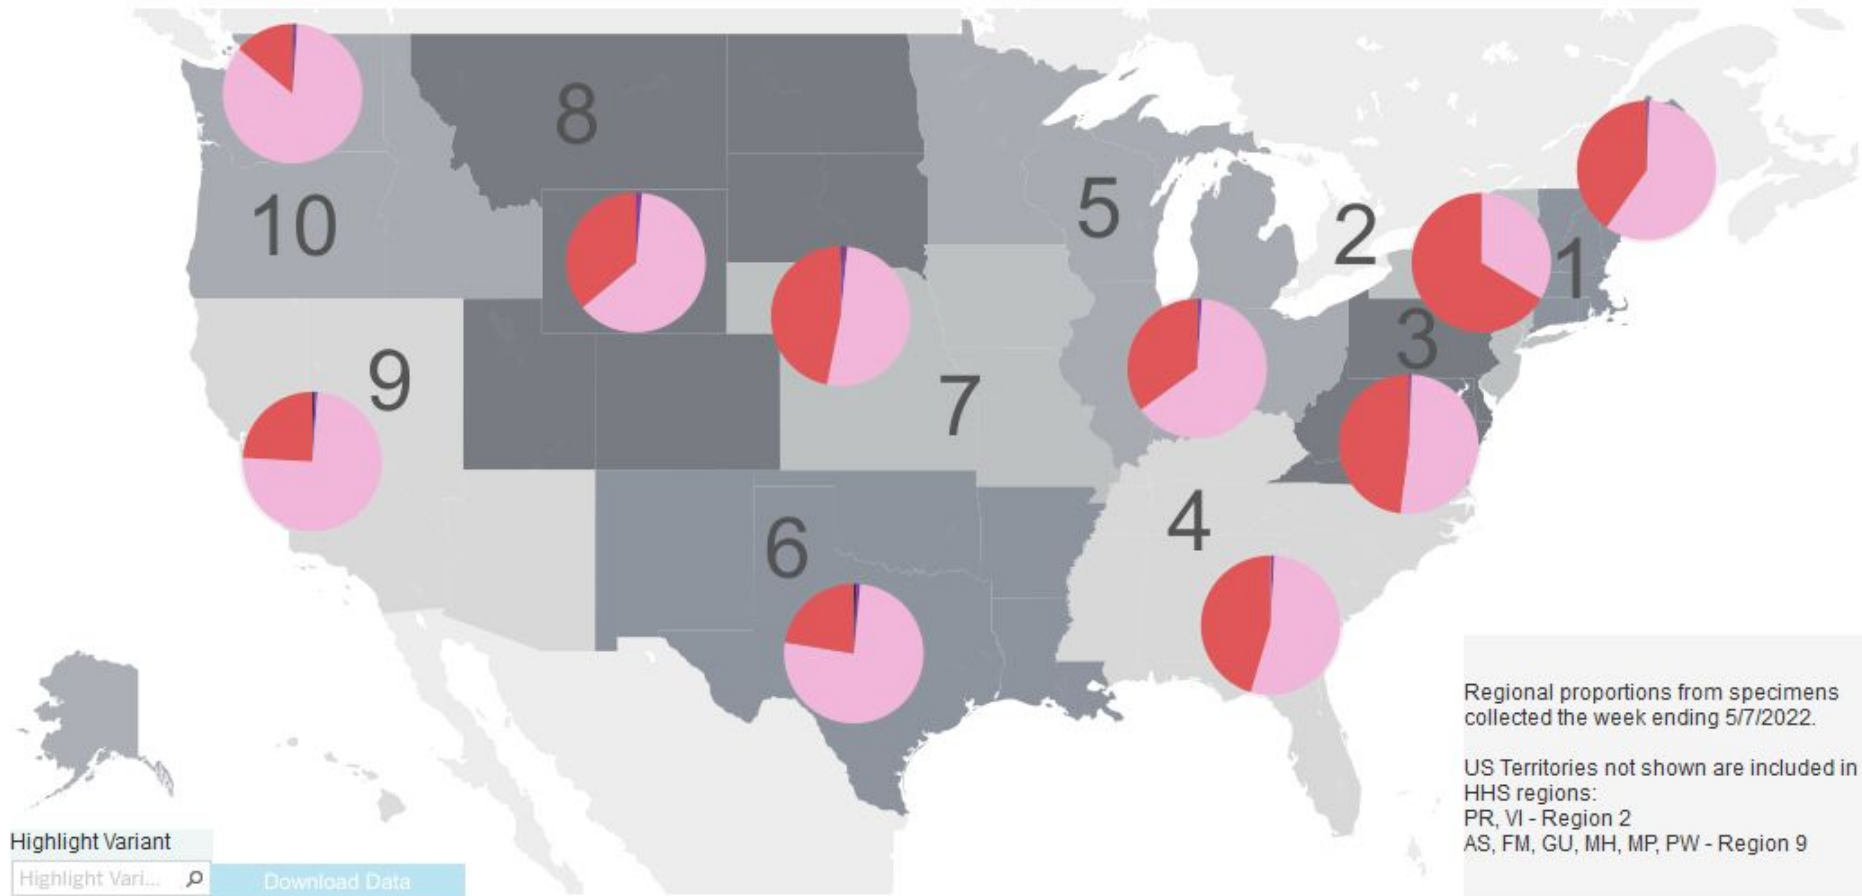 8
10
5
2
1
3
9
7
6
4
Regional proportions from specimens
collected the week ending 5/7/2022.
US Territories not shown are included in
HHS regions:
PR, VI - Region 2
AS, FM, GU, MH, MP, PW - Region 9
Highlight Variant
Highlight Vari...
Download Data